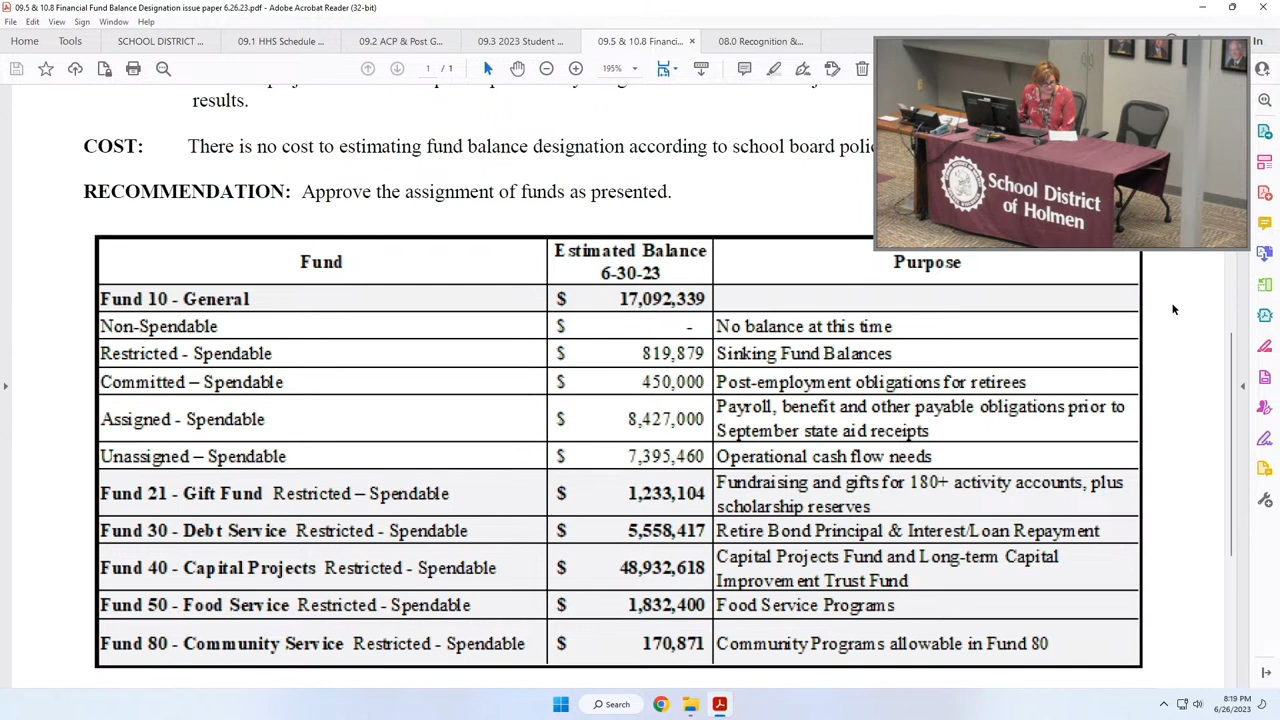 09.5 & 10.8 Financial Fund Balance Designation issue paper 6.26.23.pdf - Adobe Acrobat Reader (32-bit)
File Edit View Sign Window Help
Home Tools SCHOOL DISTRICT ... 09.1 HHS Schedule ... 09.2 ACP & Post G... 09.3 2023 Student ... 09.5 & 10.8 Financi... × 08.0 Recognition &...
1 / 1 195%
results.
COST: There is no cost to estimating fund balance designation according to school board poli
RECOMMENDATION: Approve the assignment of funds as presented.
School District
of Holmen
Fund Estimated Balance 6-30-23 Purpose
Fund 10 - General $ 17,092,339
Non-Spendable $ - No balance at this time
Restricted - Spendable $ 819,879 Sinking Fund Balances
Committed – Spendable $ 450,000 Post-employment obligations for retirees
Assigned - Spendable $ 8,427,000 Payroll, benefit and other payable obligations prior to
September state aid receipts
Unassigned – Spendable $ 7,395,460 Operational cash flow needs
Fund 21 - Gift Fund Restricted – Spendable $ 1,233,104 Fundraising and gifts for 180+ activity accounts, plus
scholarship reserves
Fund 30 - Debt Service Restricted - Spendable $ 5,558,417 Retire Bond Principal & Interest/Loan Repayment
Fund 40 - Capital Projects Restricted - Spendable $ 48,932,618 Capital Projects Fund and Long-term Capital
Improvement Trust Fund
Fund 50 - Food Service Restricted - Spendable $ 1,832,400 Food Service Programs
Fund 80 - Community Service Restricted - Spendable $ 170,871 Community Programs allowable in Fund 80
Search
8:19 PM
6/26/2023